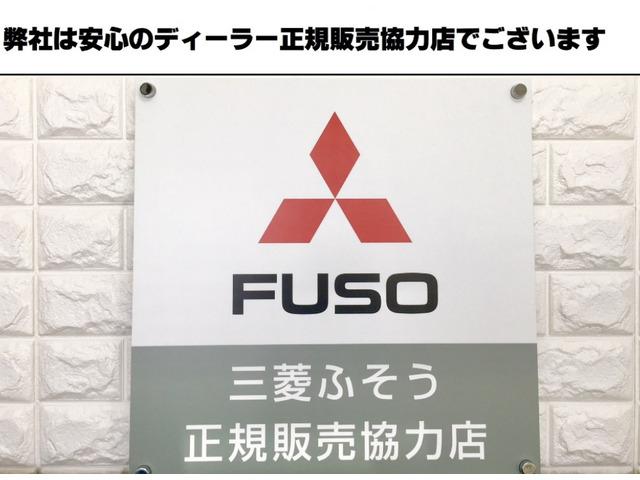 弊社は安心のディーラー正規販売協力店でございます
FUSO
三菱ふそう
正規販売協力店